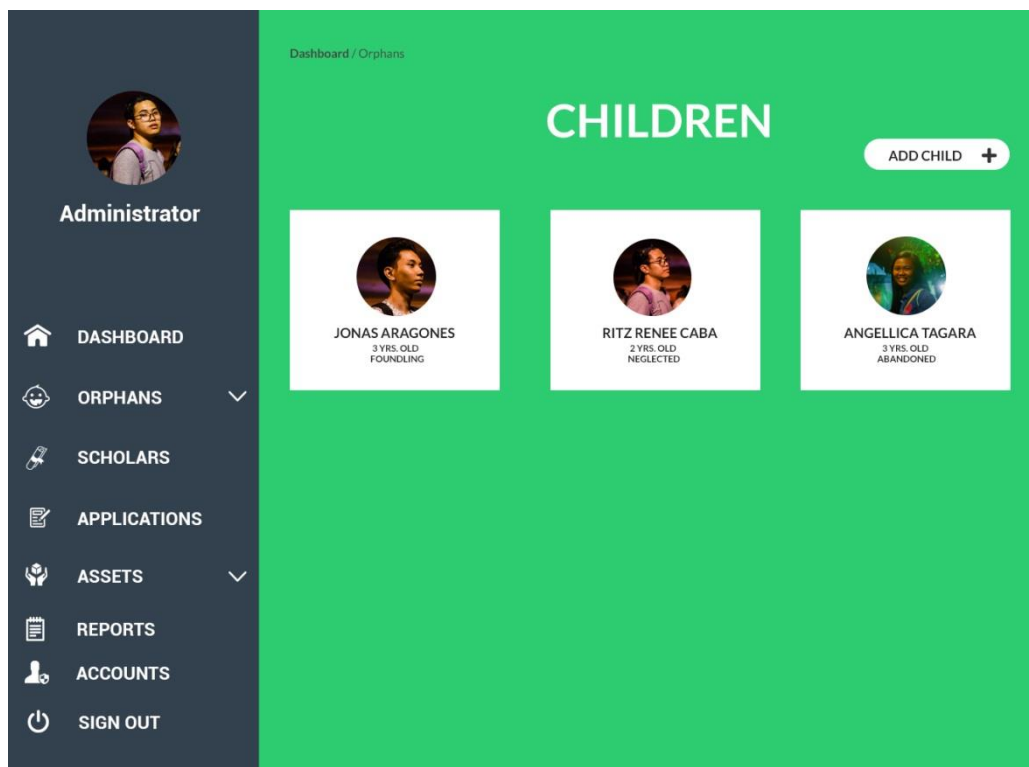 Administrator
DASHBOARD
ORPHANS
SCHOLARS
APPLICATIONS
ASSETS
REPORTS
ACCOUNTS
SIGN OUT
Dashboard / Orphans
CHILDREN
ADD CHILD +
JONAS ARAGONES
3 YRS. OLD
FOUNDLING
RITZ RENEE CABA
2 YRS. OLD
NEGLECTED
ANGELLICA TAGARA
3 YRS. OLD
ABANDONED